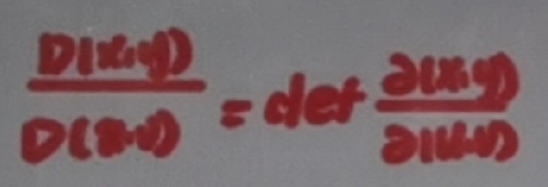 D(x,y)/D(u,v) = det ∂(x,y)/∂(u,v)